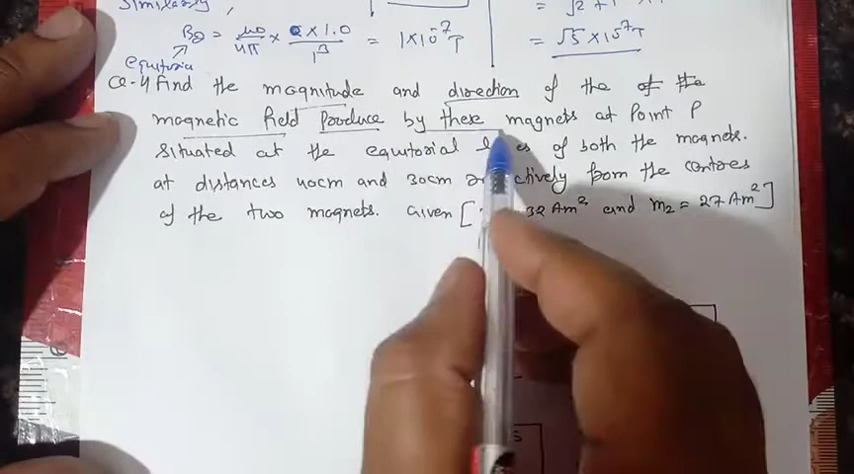 Similarly,
B₂ = μ0/4π × 2 × 1.0/1³ = 1×10⁻⁷ T
= √5 × 10⁻⁷ T
equitoria
Q-4 Find the magnitude and direction of the of the
magnetic field Produce by these magnets at Point P
Situated at the equitorial of both the magnets.
at distances 40cm and 30cm from the centres
of the two magnets. Given [ 32 Am² and m₂ = 27 Am²]